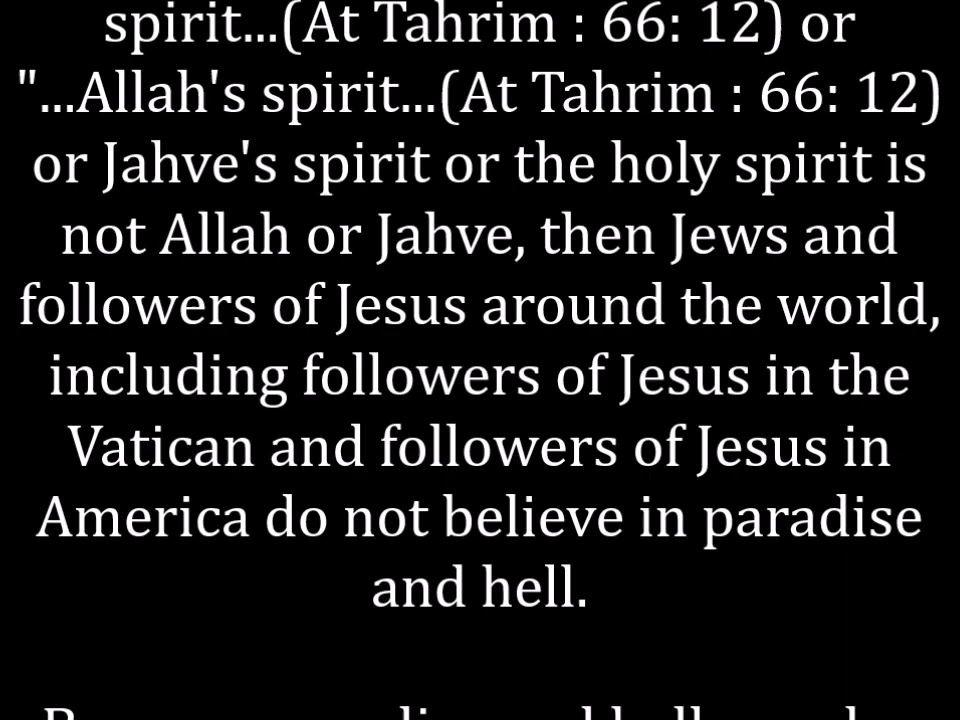 spirit...(At Tahrim : 66: 12) or
"...Allah's spirit...(At Tahrim : 66: 12)
or Jahve's spirit or the holy spirit is
not Allah or Jahve, then Jews and
followers of Jesus around the world,
including followers of Jesus in the
Vatican and followers of Jesus in
America do not believe in paradise
and hell.